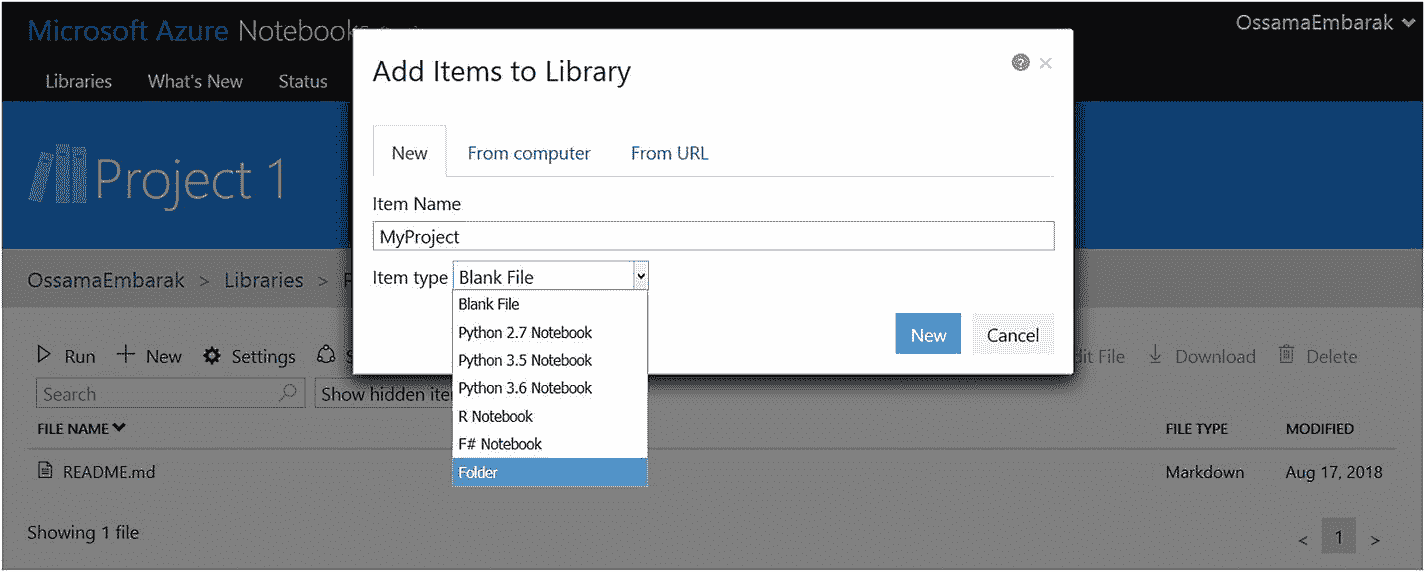 Microsoft Azure Notebooks
OssamaEmbarak
Libraries What's New Status
Add Items to Library
Project 1
New From computer From URL
Item Name
MyProject
OssamaEmbarak > Libraries >
Item type Blank File
Blank File
Python 2.7 Notebook
Python 3.5 Notebook
Python 3.6 Notebook
R Notebook
F# Notebook
Folder
New Cancel
Run New Settings
File Download Delete
Search
Show hidden
FILE NAME FILE TYPE MODIFIED
README.md Markdown Aug 17, 2018
Showing 1 file
< 1 >